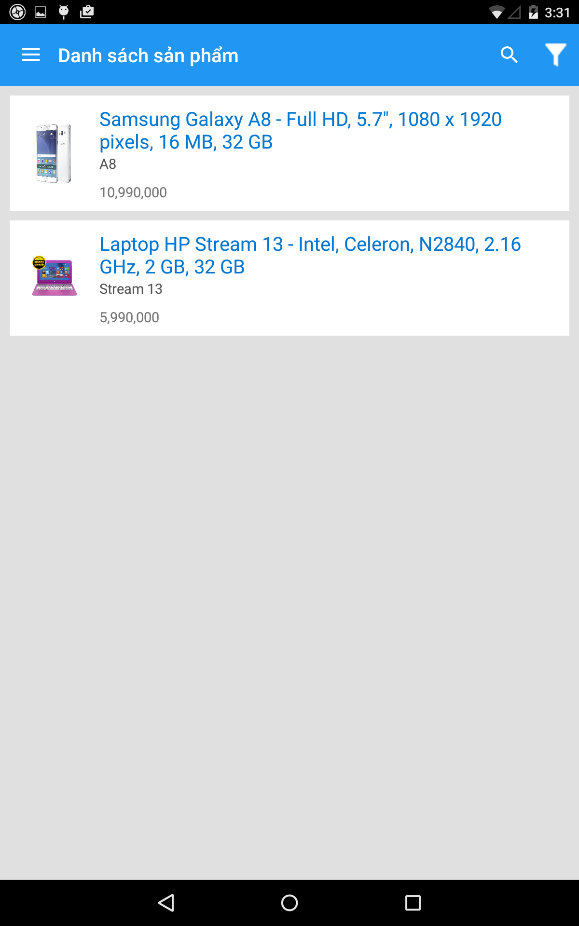 3:31
Danh sách sản phẩm
Samsung Galaxy A8 - Full HD, 5.7", 1080 x 1920
pixels, 16 MB, 32 GB
A8
10,990,000
Laptop HP Stream 13 - Intel, Celeron, N2840, 2.16
GHz, 2 GB, 32 GB
Stream 13
5,990,000